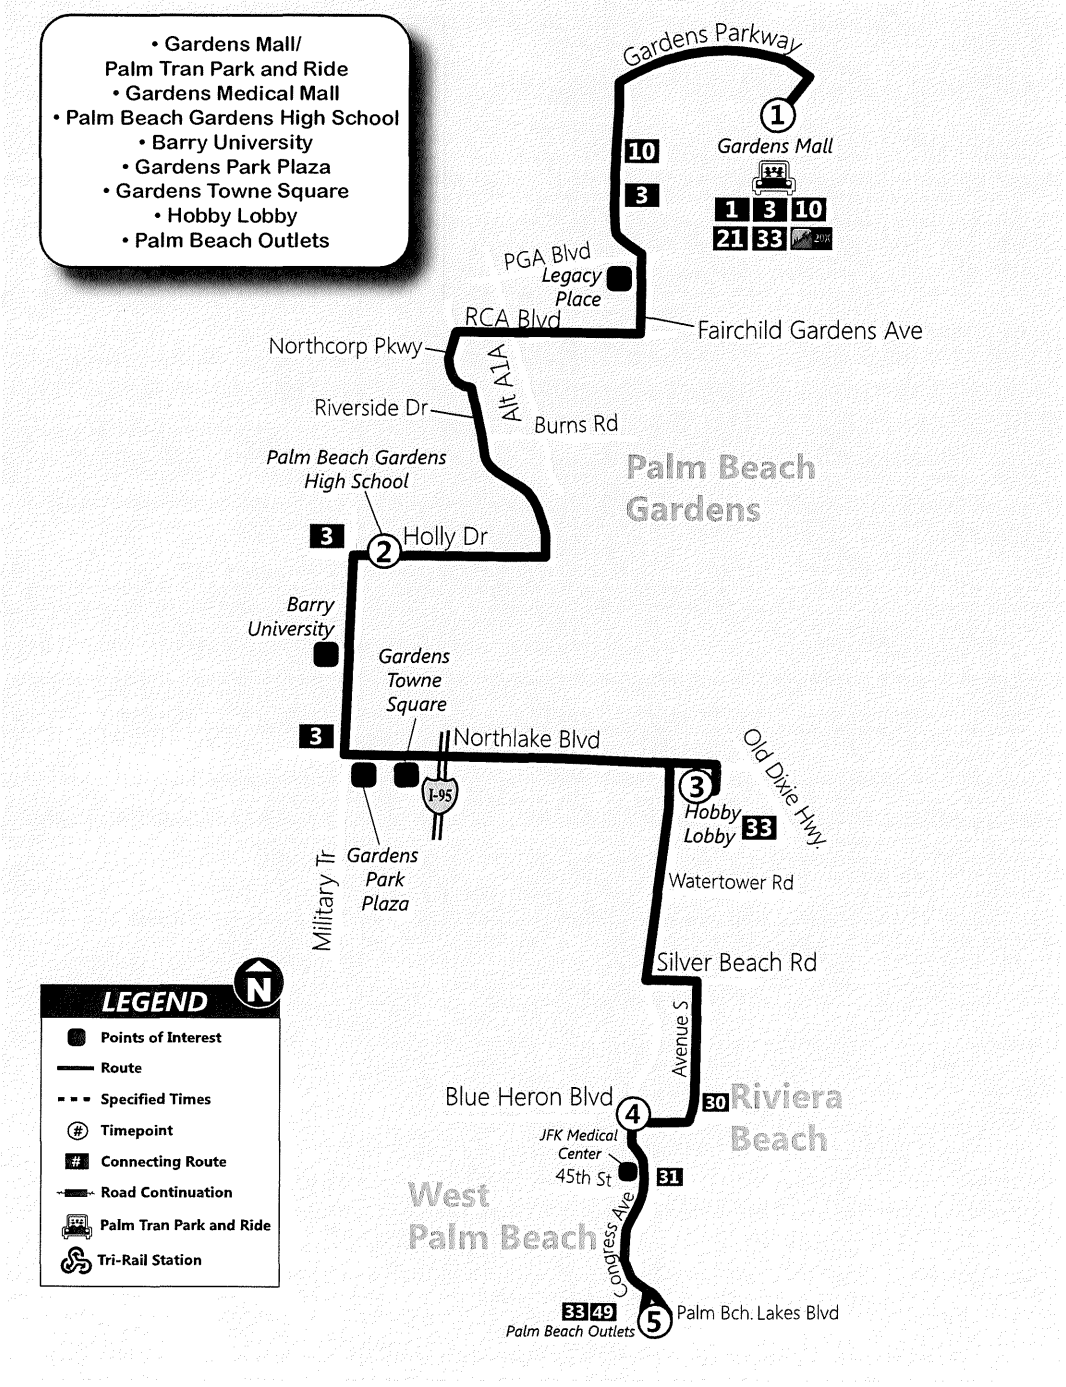 • Gardens Mall/
Palm Tran Park and Ride
• Gardens Medical Mall
• Palm Beach Gardens High School
• Barry University
• Gardens Park Plaza
• Gardens Towne Square
• Hobby Lobby
• Palm Beach Outlets
Gardens Parkway
1
Gardens Mall
10
3
1 3 10
21 33 20X
PGA Blvd
Legacy
Place
RCA Blvd
Fairchild Gardens Ave
Northcorp Pkwy
Alt A1A
Riverside Dr
Burns Rd
Palm Beach Gardens
High School
Palm Beach
Gardens
3
2
Holly Dr
Barry
University
Gardens
Towne
Square
3
Northlake Blvd
Old Dixie Hwy.
I-95
3
Hobby
Lobby
33
Military Tr
Gardens
Park
Plaza
Watertower Rd
Silver Beach Rd
Avenue S
Blue Heron Blvd
4
30
Riviera
Beach
JFK Medical
Center
45th St
31
West
Palm Beach
Congress Ave
33 49
Palm Beach Outlets
5
Palm Bch. Lakes Blvd
N
LEGEND
Points of Interest
Route
Specified Times
# Timepoint
# Connecting Route
Road Continuation
Palm Tran Park and Ride
Tri-Rail Station